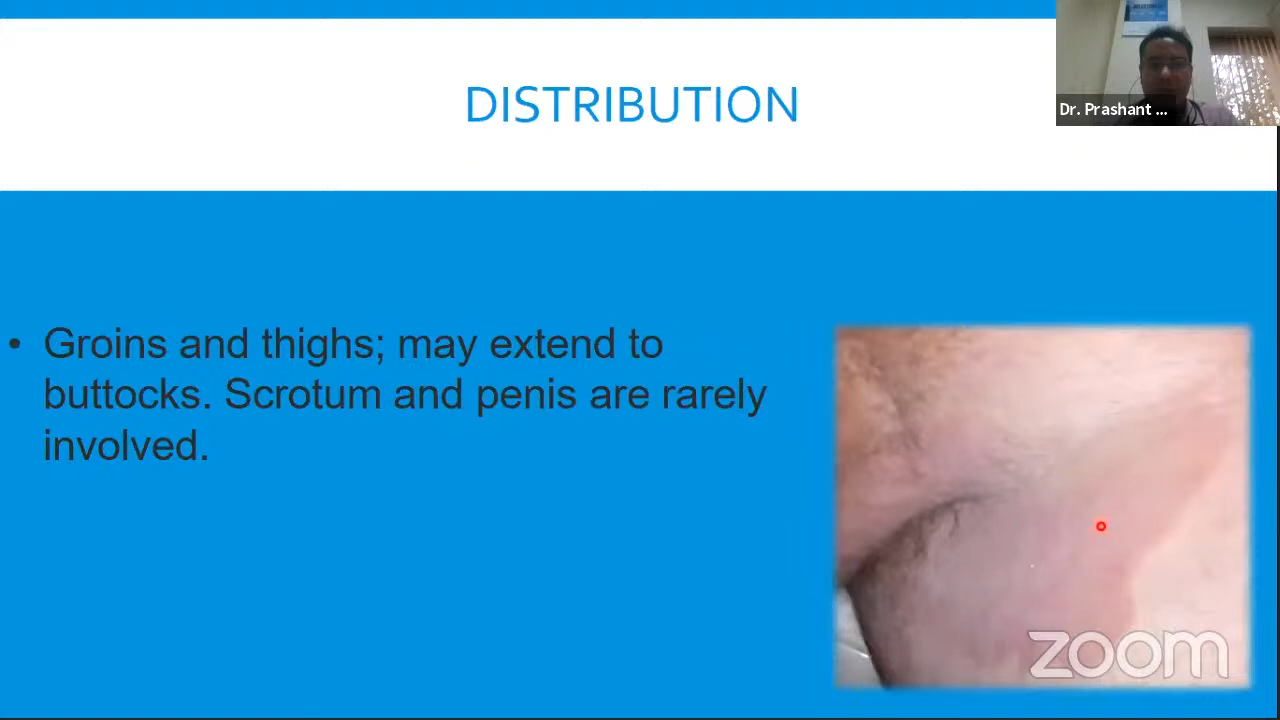 DISTRIBUTION
Dr. Prashant ...
• Groins and thighs; may extend to
buttocks. Scrotum and penis are rarely
involved.
zoom